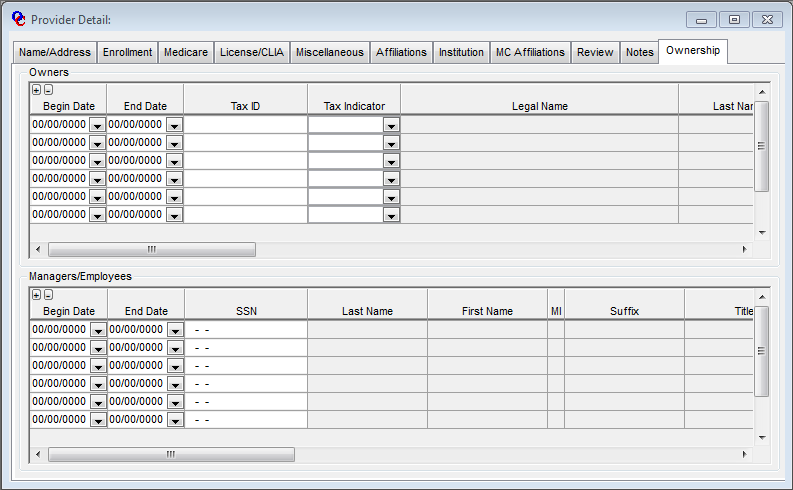 Provider Detail:
Name/Address Enrollment Medicare License/CLIA Miscellaneous Affiliations Institution MC Affiliations Review Notes Ownership
Owners
Begin Date End Date Tax ID Tax Indicator Legal Name Last Nar
00/00/0000 00/00/0000
00/00/0000 00/00/0000
00/00/0000 00/00/0000
00/00/0000 00/00/0000
00/00/0000 00/00/0000
00/00/0000 00/00/0000
Managers/Employees
Begin Date End Date SSN Last Name First Name MI Suffix Title
00/00/0000 00/00/0000 - -
00/00/0000 00/00/0000 - -
00/00/0000 00/00/0000 - -
00/00/0000 00/00/0000 - -
00/00/0000 00/00/0000 - -
00/00/0000 00/00/0000 - -